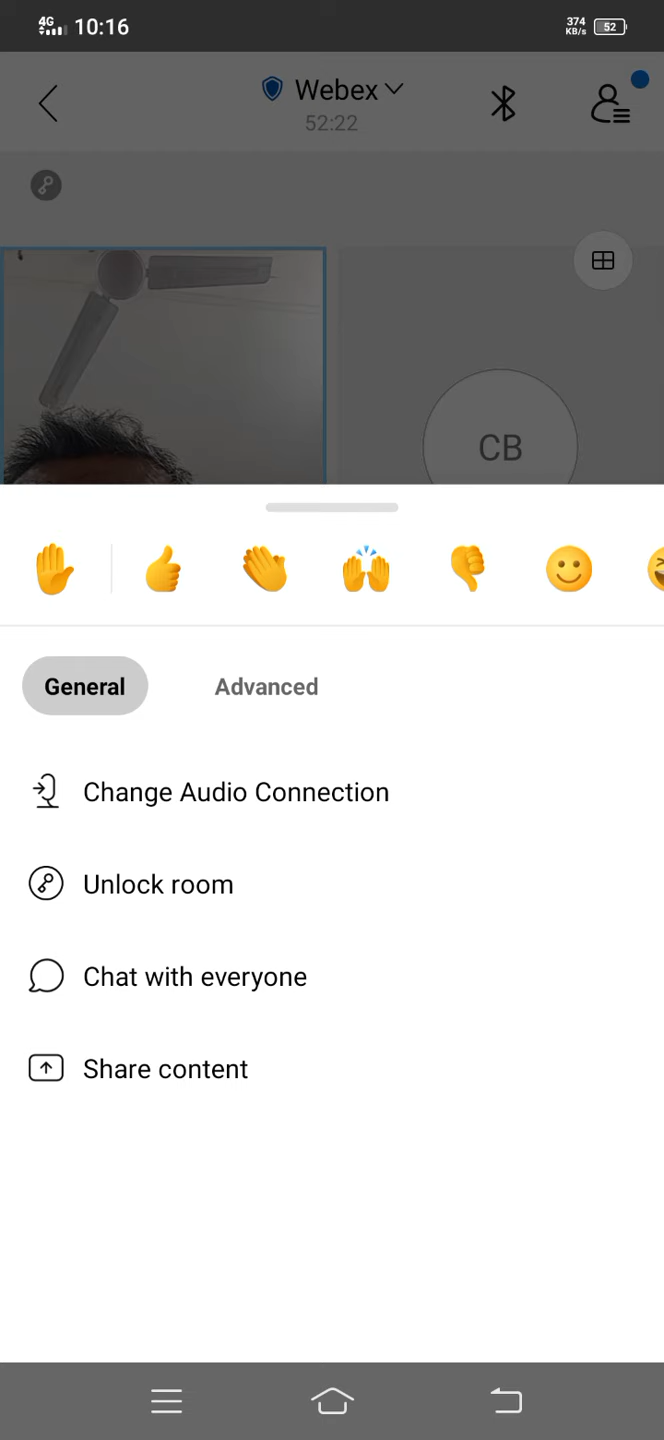 4G 10:16 374 KB/s 52
Webex
52:22
CB
General Advanced
Change Audio Connection
Unlock room
Chat with everyone
Share content